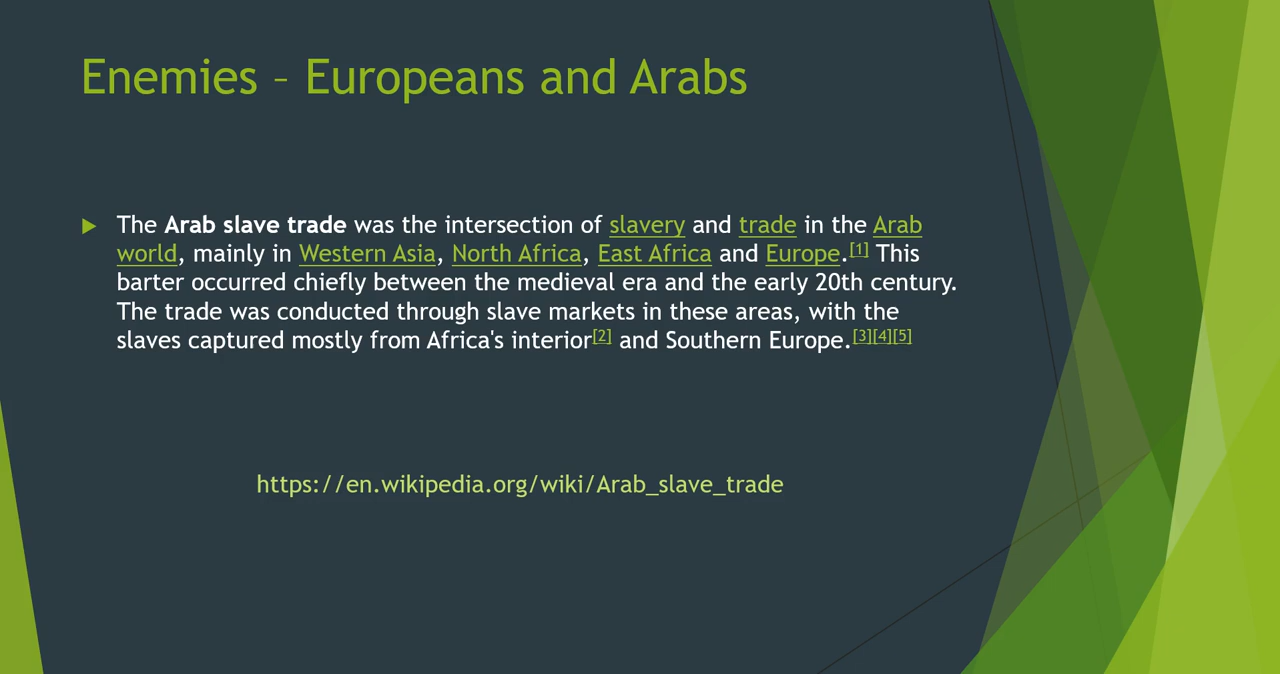 Enemies – Europeans and Arabs
The Arab slave trade was the intersection of slavery and trade in the Arab
world, mainly in Western Asia, North Africa, East Africa and Europe.[1] This
barter occurred chiefly between the medieval era and the early 20th century.
The trade was conducted through slave markets in these areas, with the
slaves captured mostly from Africa's interior[2] and Southern Europe.[3][4][5]
https://en.wikipedia.org/wiki/Arab_slave_trade